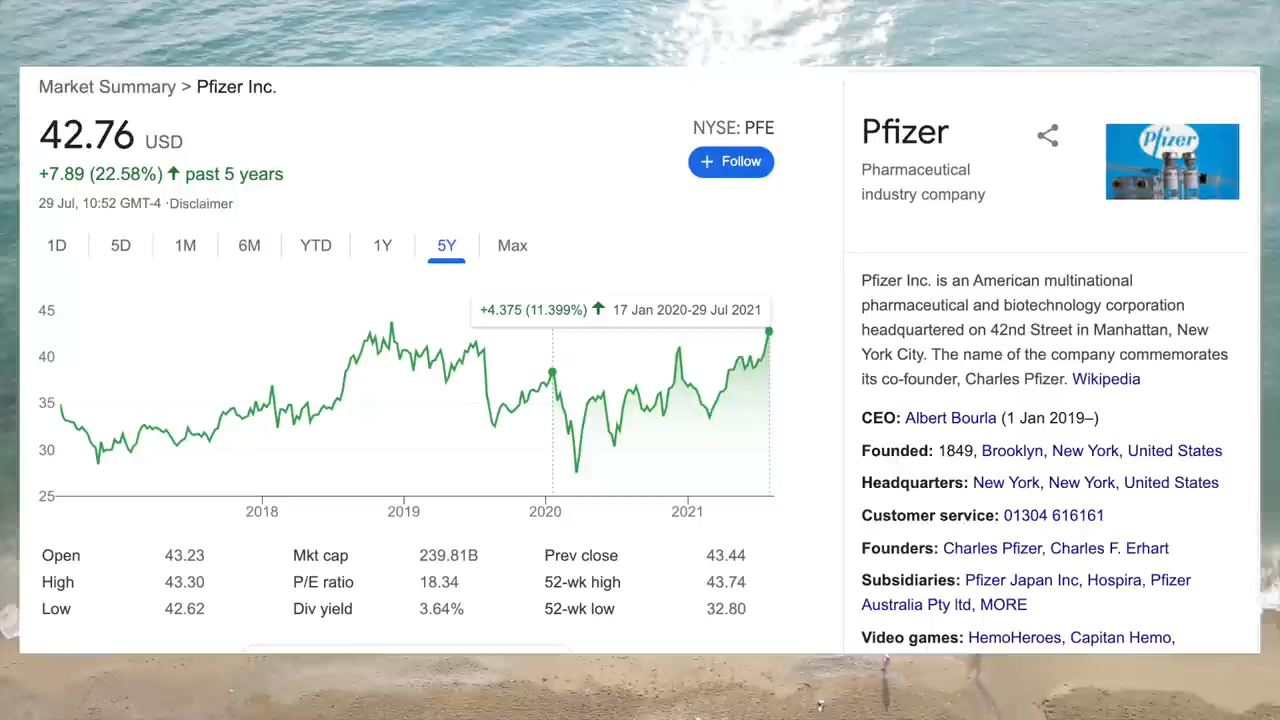 Market Summary > Pfizer Inc.
42.76 USD
+7.89 (22.58%) ↑ past 5 years
29 Jul, 10:52 GMT-4 ·Disclaimer
NYSE: PFE
+ Follow
1D 5D 1M 6M YTD 1Y 5Y Max
+4.375 (11.399%) ↑ 17 Jan 2020-29 Jul 2021
45
40
35
30
25
2018 2019 2020 2021
Open 43.23 Mkt cap 239.81B Prev close 43.44
High 43.30 P/E ratio 18.34 52-wk high 43.74
Low 42.62 Div yield 3.64% 52-wk low 32.80
Pfizer
Pharmaceutical
industry company
Pfizer
Pfizer Inc. is an American multinational
pharmaceutical and biotechnology corporation
headquartered on 42nd Street in Manhattan, New
York City. The name of the company commemorates
its co-founder, Charles Pfizer. Wikipedia
CEO: Albert Bourla (1 Jan 2019–)
Founded: 1849, Brooklyn, New York, United States
Headquarters: New York, New York, United States
Customer service: 01304 616161
Founders: Charles Pfizer, Charles F. Erhart
Subsidiaries: Pfizer Japan Inc, Hospira, Pfizer
Australia Pty ltd, MORE
Video games: HemoHeroes, Capitan Hemo,